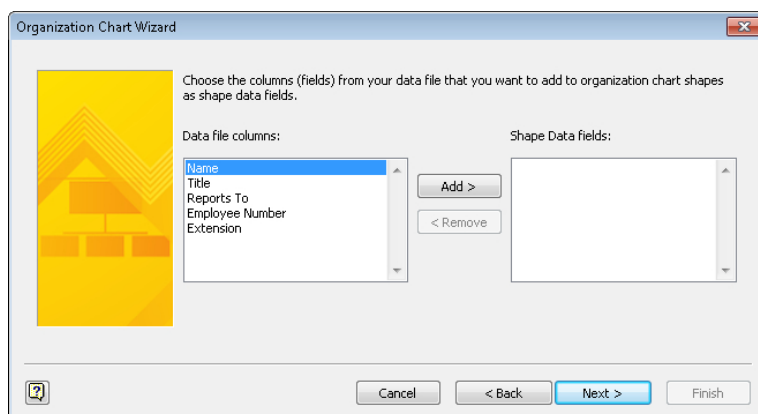 Organization Chart Wizard
Choose the columns (fields) from your data file that you want to add to organization chart shapes
as shape data fields.
Data file columns:
Shape Data fields:
Name
Title
Reports To
Employee Number
Extension
Add >
< Remove
?
Cancel
< Back
Next >
Finish